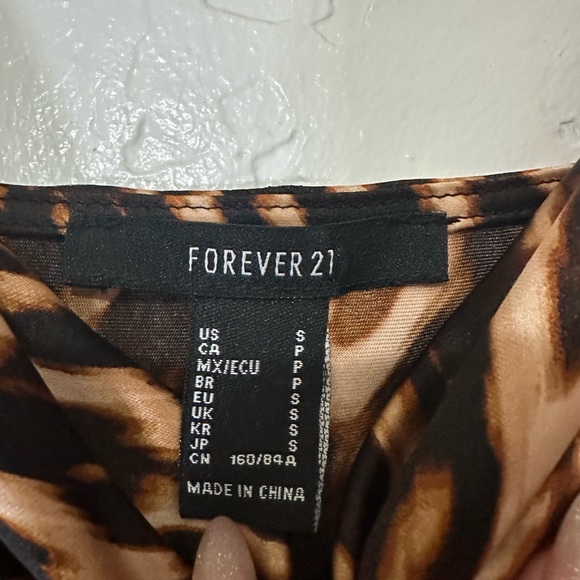 FOREVER 21
US S
CA P
MX/ECU P
BR P
EU S
UK S
KR S
JP S
CN 160/84A
MADE IN CHINA